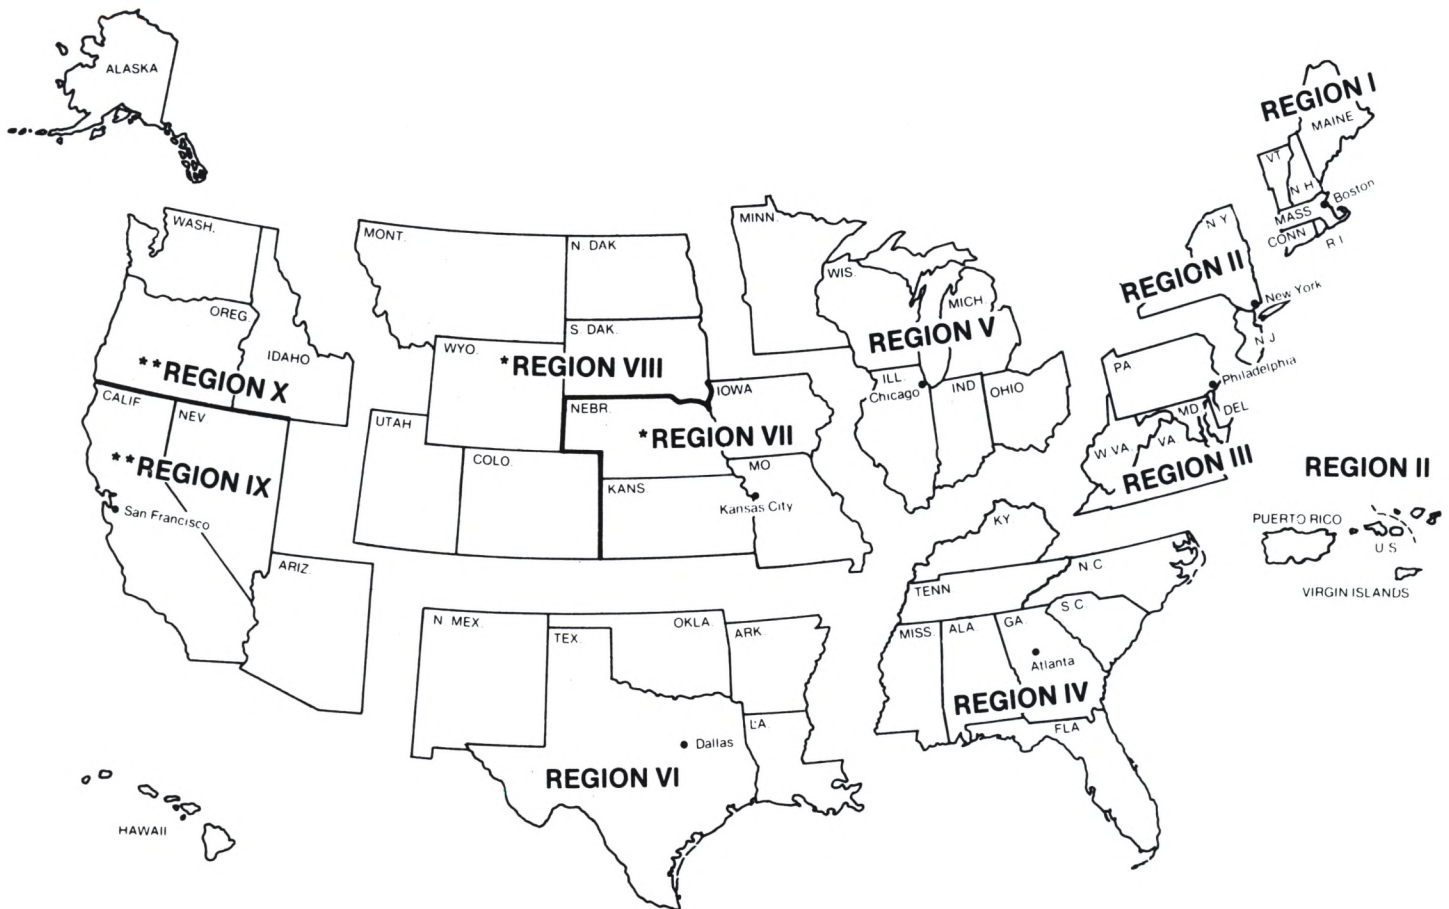 ALASKA
REGION I
MAINE
VT
N H
Boston
MASS
CONN
R I
N Y
REGION II
New York
N J
WASH.
MONT.
N. DAK
MINN.
WIS.
MICH.
REGION V
OREG
IDAHO
**REGION X
WYO.
S. DAK.
*REGION VIII
PA
Philadelphia
ILL.
Chicago
IND
OHIO
IOWA
CALIF
NEV
UTAH
NEBR.
*REGION VII
MD
DEL
W VA.
VA.
REGION III
**REGION IX
San Francisco
COLO.
KANS.
MO
Kansas City
REGION II
PUERTO RICO
U S
VIRGIN ISLANDS
KY.
ARIZ.
TENN
N.C.
S.C.
N. MEX.
OKLA.
TEX.
ARK.
MISS.
ALA.
GA.
Atlanta
REGION IV
LA.
FLA
Dallas
REGION VI
HAWAII